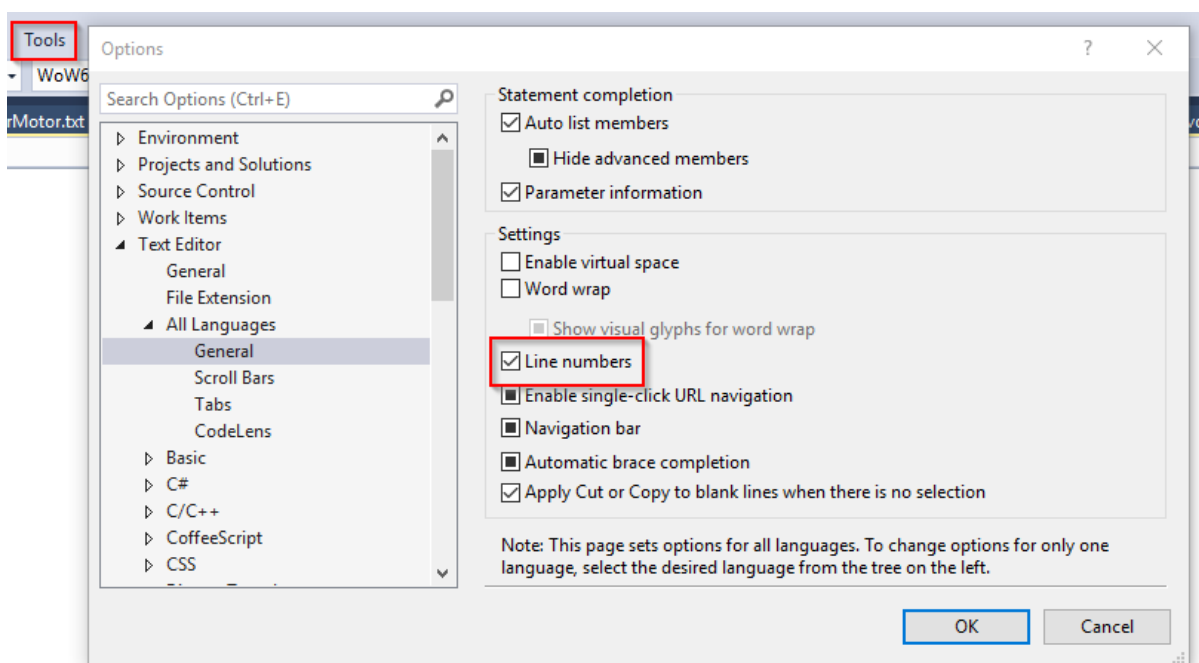 Tools
Options
WoW6
rMotor.txt
Search Options (Ctrl+E)
Environment
Projects and Solutions
Source Control
Work Items
Text Editor
General
File Extension
All Languages
General
Scroll Bars
Tabs
CodeLens
Basic
C#
C/C++
CoffeeScript
CSS
Statement completion
Auto list members
Hide advanced members
Parameter information
Settings
Enable virtual space
Word wrap
Show visual glyphs for word wrap
Line numbers
Enable single-click URL navigation
Navigation bar
Automatic brace completion
Apply Cut or Copy to blank lines when there is no selection
Note: This page sets options for all languages. To change options for only one
language, select the desired language from the tree on the left.
OK
Cancel